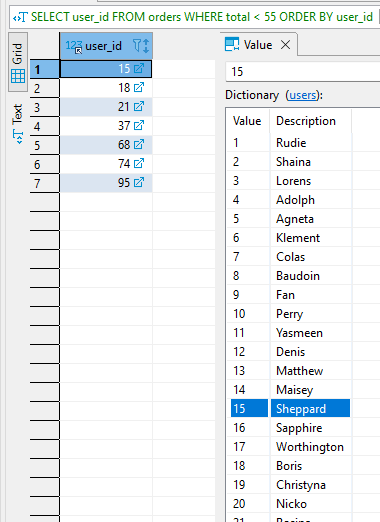 SELECT user_id FROM orders WHERE total < 55 ORDER BY user_id
Grid
Text
123 user_id
1 15
2 18
3 21
4 37
5 68
6 74
7 95
Value
15
Dictionary (users):
Value Description
1 Rudie
2 Shaina
3 Lorens
4 Adolph
5 Agneta
6 Klement
7 Colas
8 Baudoin
9 Fan
10 Perry
11 Yasmeen
12 Denis
13 Matthew
14 Maisey
15 Sheppard
16 Sapphire
17 Worthington
18 Boris
19 Christyna
20 Nicko